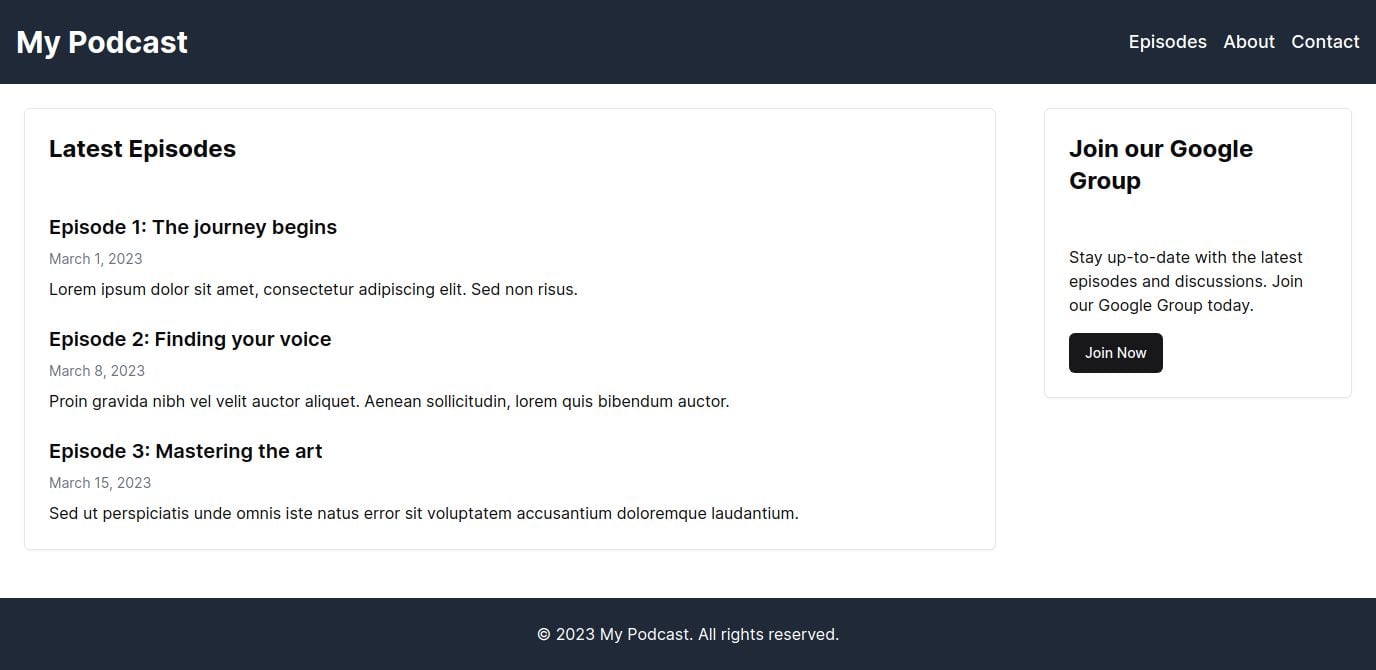 My Podcast
Episodes About Contact
Latest Episodes
Episode 1: The journey begins
March 1, 2023
Lorem ipsum dolor sit amet, consectetur adipiscing elit. Sed non risus.
Episode 2: Finding your voice
March 8, 2023
Proin gravida nibh vel velit auctor aliquet. Aenean sollicitudin, lorem quis bibendum auctor.
Episode 3: Mastering the art
March 15, 2023
Sed ut perspiciatis unde omnis iste natus error sit voluptatem accusantium doloremque laudantium.
Join our Google
Group
Stay up-to-date with the latest
episodes and discussions. Join
our Google Group today.
Join Now
© 2023 My Podcast. All rights reserved.